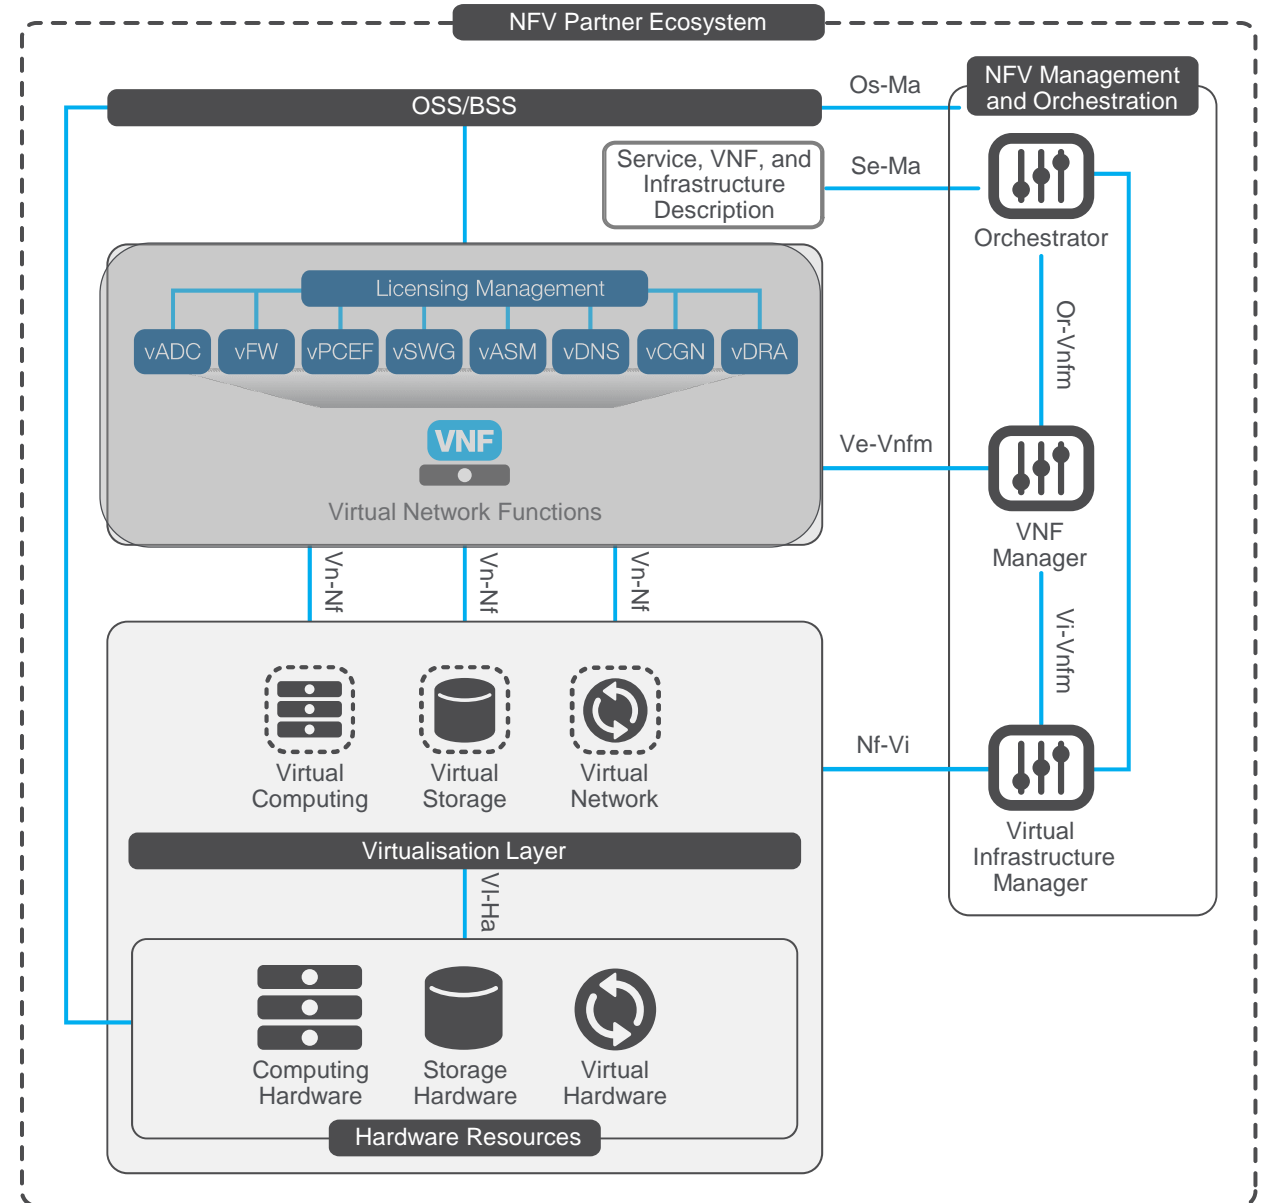 NFV Partner Ecosystem
OSS/BSS
Os-Ma
NFV Management
and Orchestration
Service, VNF, and
Infrastructure
Description
Se-Ma
Orchestrator
Licensing Management
vADC
vFW
vPCEF
vSWG
vASM
vDNS
vCGN
vDRA
Or-Vnfm
VNF
Virtual Network Functions
Ve-Vnfm
VNF
Manager
Vn-Nf
Vn-Nf
Vn-Nf
Vi-Vnfm
Virtual
Computing
Virtual
Storage
Virtual
Network
Nf-Vi
Virtual
Infrastructure
Manager
Virtualisation Layer
VI-Ha
Computing
Hardware
Storage
Hardware
Virtual
Hardware
Hardware Resources